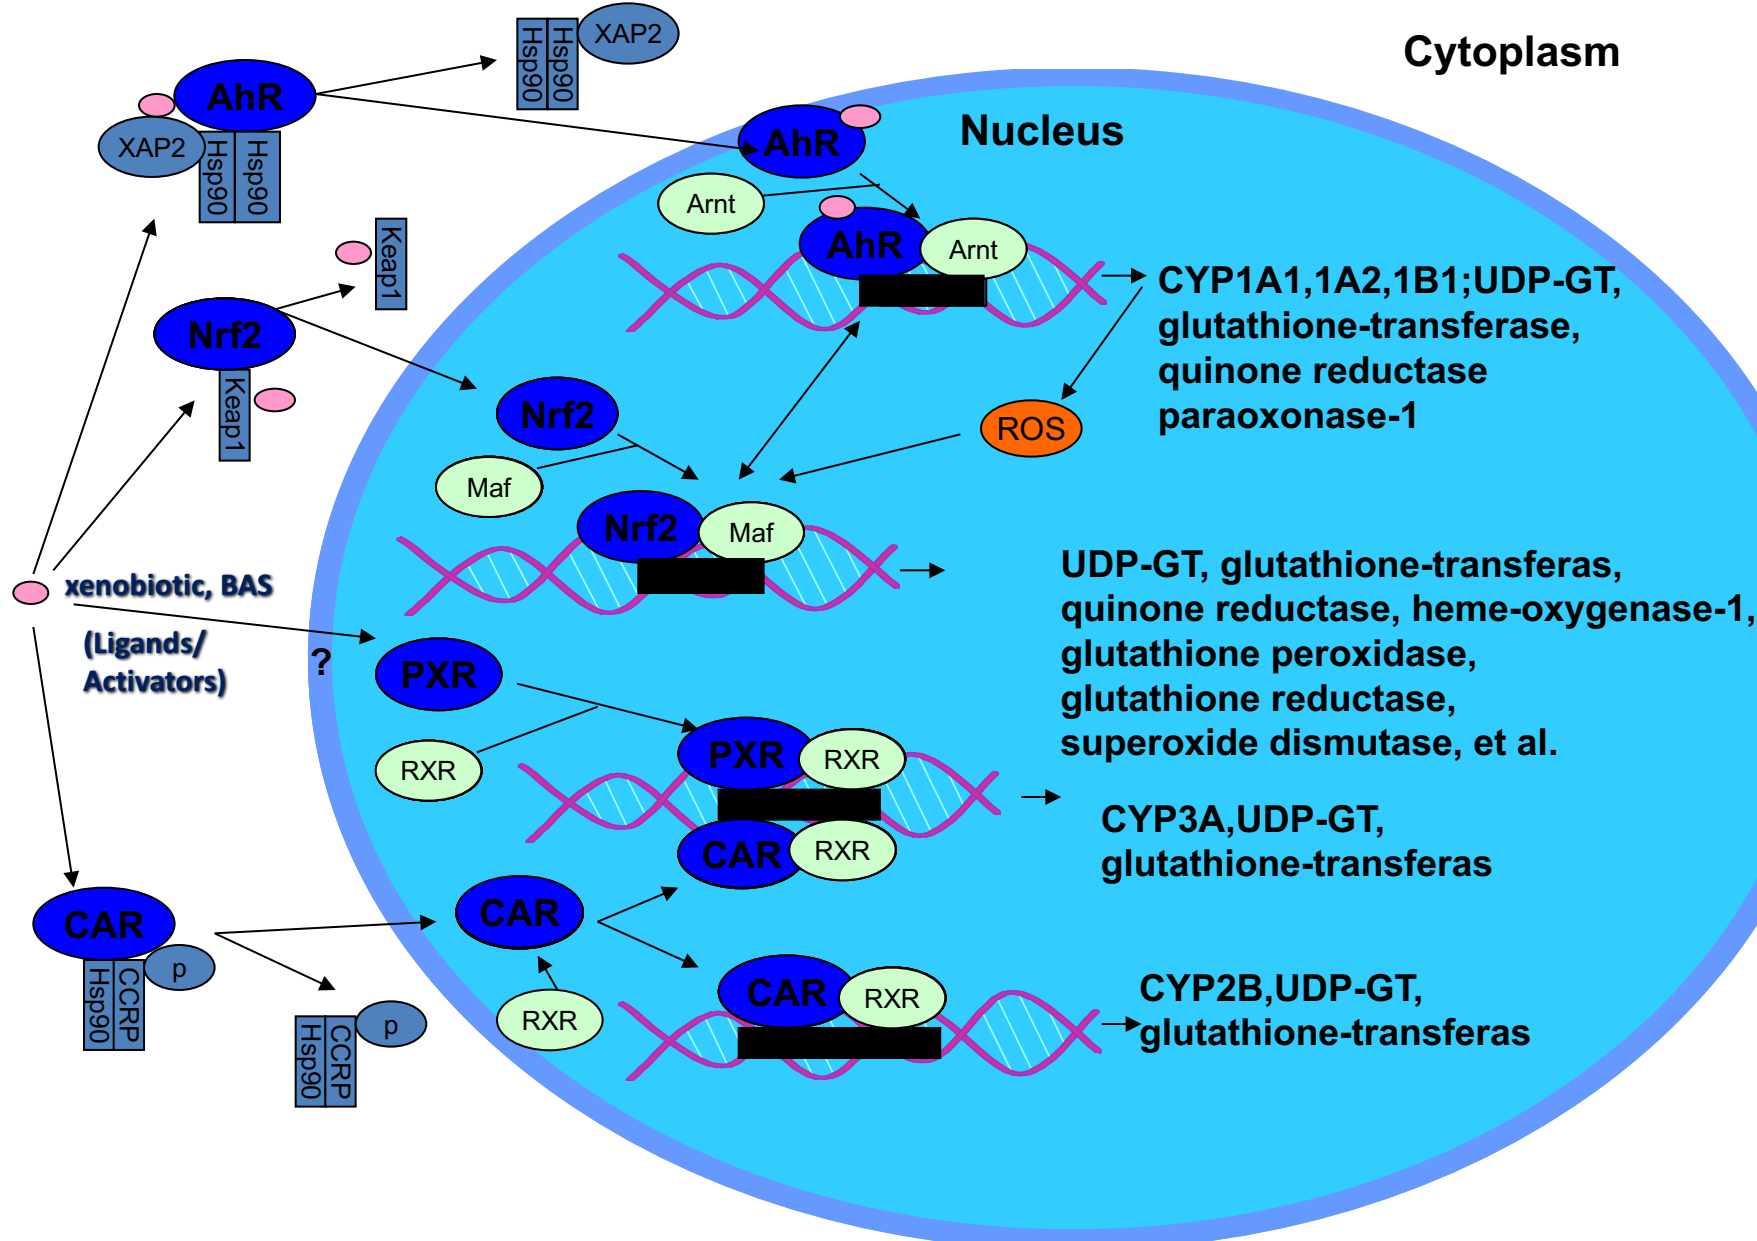 Cytoplasm
Nucleus
XAP2
Hsp90
Hsp90
AhR
XAP2
Hsp90
Hsp90
AhR
Arnt
AhR
Arnt
CYP1A1,1A2,1B1;UDP-GT,
glutathione-transferase,
quinone reductase
paraoxonase-1
Keap1
Nrf2
Keap1
Nrf2
Maf
ROS
Nrf2
Maf
UDP-GT, glutathione-transferas,
quinone reductase, heme-oxygenase-1,
glutathione peroxidase,
glutathione reductase,
superoxide dismutase, et al.
xenobiotic, BAS
(Ligands/
Activators)
?
PXR
RXR
PXR
RXR
CAR
RXR
CYP3A,UDP-GT,
glutathione-transferas
CAR
p
Hsp90
CCRP
CAR
RXR
p
Hsp90
CCRP
CAR
RXR
CYP2B,UDP-GT,
glutathione-transferas